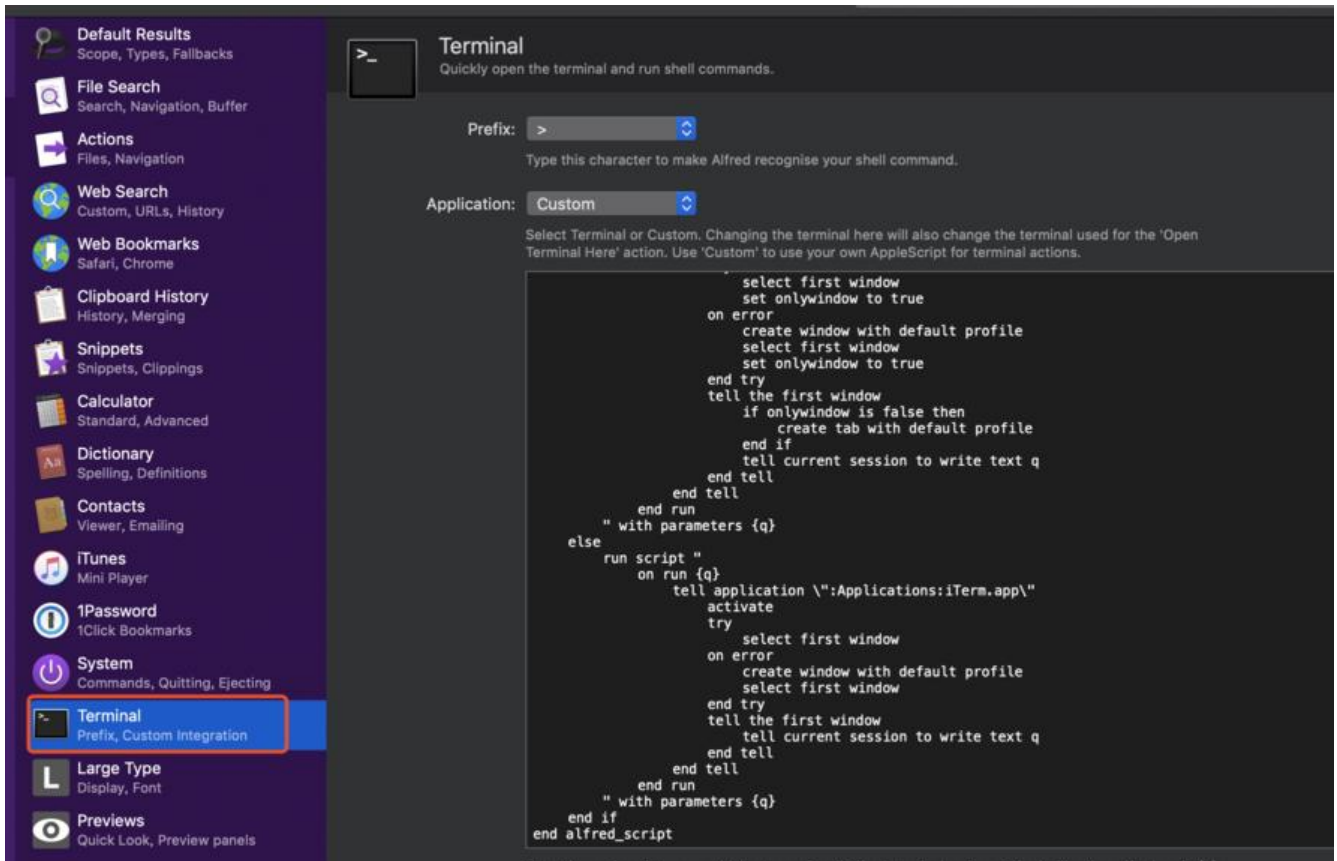 Default Results
Scope, Types, Fallbacks
File Search
Search, Navigation, Buffer
Actions
Files, Navigation
Web Search
Custom, URLs, History
Web Bookmarks
Safari, Chrome
Clipboard History
History, Merging
Snippets
Snippets, Clippings
Calculator
Standard, Advanced
Dictionary
Spelling, Definitions
Contacts
Viewer, Emailing
iTunes
Mini Player
1Password
1Click Bookmarks
System
Commands, Quitting, Ejecting
Terminal
Prefix, Custom Integration
L
Large Type
Display, Font
Previews
Quick Look, Preview panels
>_
Terminal
Quickly open the terminal and run shell commands.
Prefix: >
Type this character to make Alfred recognise your shell command.
Application: Custom
Select Terminal or Custom. Changing the terminal here will also change the terminal used for the 'Open
Terminal Here' action. Use 'Custom' to use your own AppleScript for terminal actions.
select first window
set onlywindow to true
on error
create window with default profile
select first window
set onlywindow to true
end try
tell the first window
if onlywindow is false then
create tab with default profile
end if
tell current session to write text q
end tell
end tell
end run
" with parameters {q}
else
run script "
on run {q}
tell application \":Applications:iTerm.app\"
activate
try
select first window
on error
create window with default profile
select first window
end try
tell the first window
tell current session to write text q
end tell
end tell
end run
" with parameters {q}
end if
end alfred_script